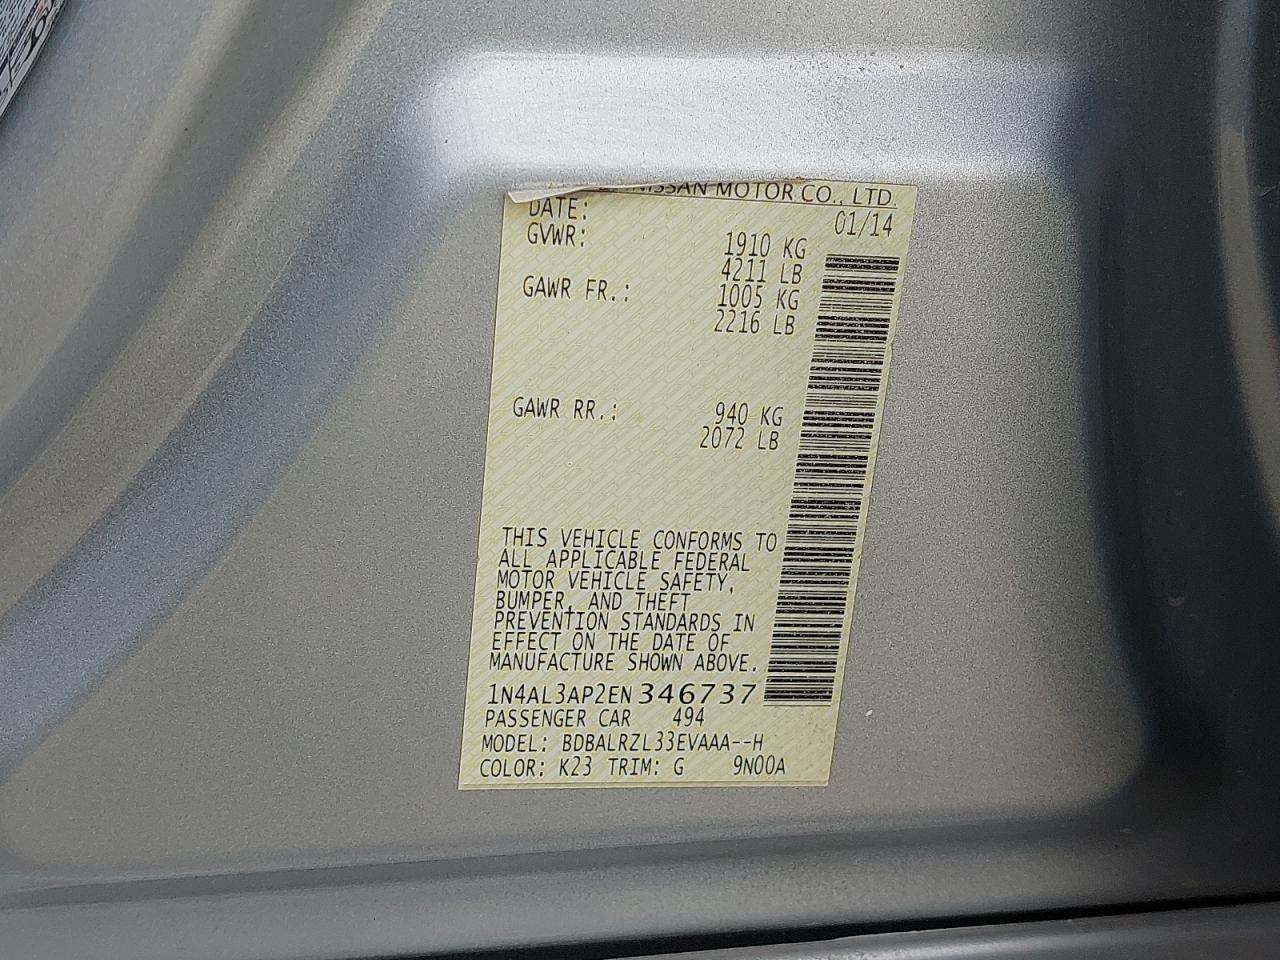 NISSAN MOTOR CO., LTD.
DATE: 01/14
GVWR: 1910 KG
4211 LB
GAWR FR.: 1005 KG
2216 LB
GAWR RR.: 940 KG
2072 LB
THIS VEHICLE CONFORMS TO
ALL APPLICABLE FEDERAL
MOTOR VEHICLE SAFETY,
BUMPER, AND THEFT
PREVENTION STANDARDS IN
EFFECT ON THE DATE OF
MANUFACTURE SHOWN ABOVE.
1N4AL3AP2EN346737
PASSENGER CAR 494
MODEL: BDBALRZL33EVAAA--H
COLOR: K23 TRIM: G 9N00A